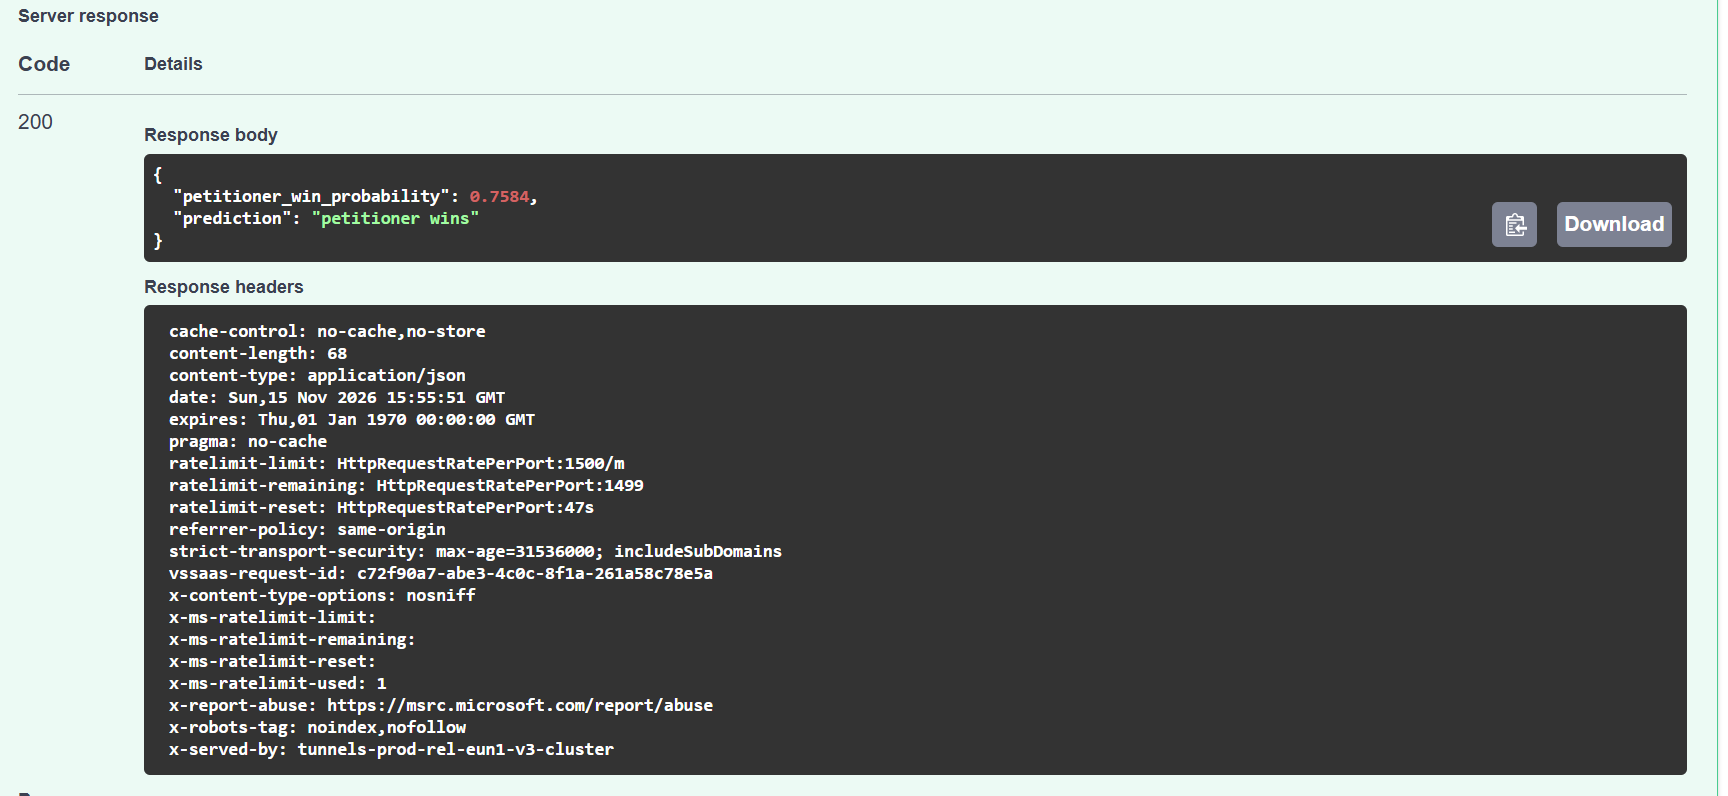 Server response
Code Details
200
Response body
{
  "petitioner_win_probability": 0.7584,
  "prediction": "petitioner wins"
}
Download
Response headers
cache-control: no-cache,no-store
content-length: 68
content-type: application/json
date: Sun,15 Nov 2026 15:55:51 GMT
expires: Thu,01 Jan 1970 00:00:00 GMT
pragma: no-cache
ratelimit-limit: HttpRequestRatePerPort:1500/m
ratelimit-remaining: HttpRequestRatePerPort:1499
ratelimit-reset: HttpRequestRatePerPort:47s
referrer-policy: same-origin
strict-transport-security: max-age=31536000; includeSubDomains
vssaas-request-id: c72f90a7-abe3-4c0c-8f1a-261a58c78e5a
x-content-type-options: nosniff
x-ms-ratelimit-limit:
x-ms-ratelimit-remaining:
x-ms-ratelimit-reset:
x-ms-ratelimit-used: 1
x-report-abuse: https://msrc.microsoft.com/report/abuse
x-robots-tag: noindex,nofollow
x-served-by: tunnels-prod-rel-eun1-v3-cluster